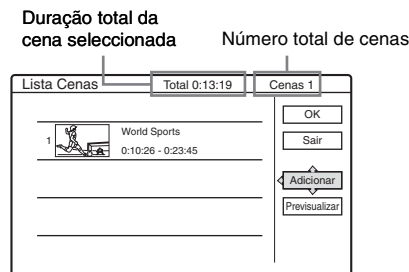 Duração total da
cena seleccionada
Número total de cenas
Lista Cenas Total 0:13:19 Cenas 1
OK
1 World Sports
0:10:26 - 0:23:45
Sair
Adicionar
Previsualizar